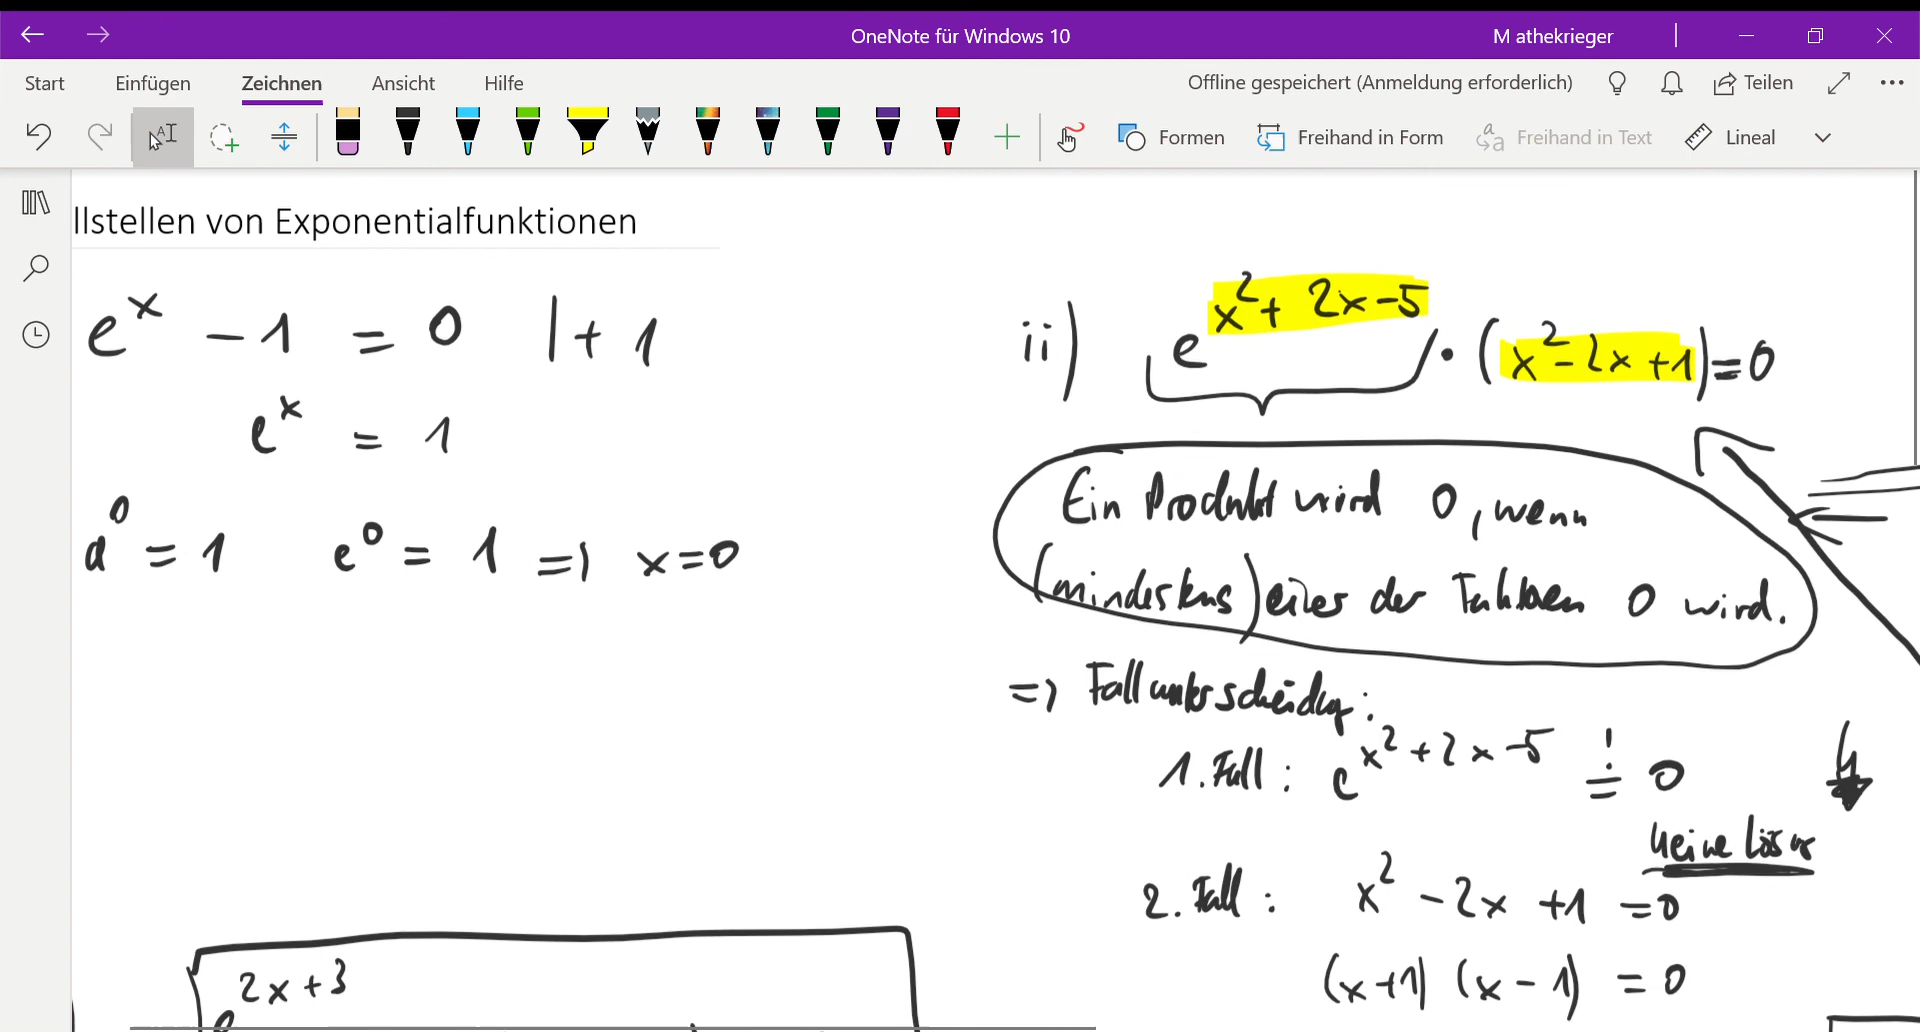 OneNote für Windows 10
M athekrieger
Start Einfügen Zeichnen Ansicht Hilfe
Offline gespeichert (Anmeldung erforderlich) Teilen
Formen Freihand in Form Freihand in Text Lineal
llstellen von Exponentialfunktionen
e^x - 1 = 0 | + 1
e^x = 1
a^0 = 1 e^0 = 1 => x = 0
2x + 3
ii) e^(x² + 2x - 5) · (x² - 2x + 1) = 0
Ein Produkt wird 0, wenn
(mindestens) eines der Faktoren 0 wird.
=> Fallunterscheidung:
1. Fall: e^(x² + 2x - 5) = 0
keine Lösung
2. Fall: x² - 2x + 1 = 0
(x + 1) (x - 1) = 0